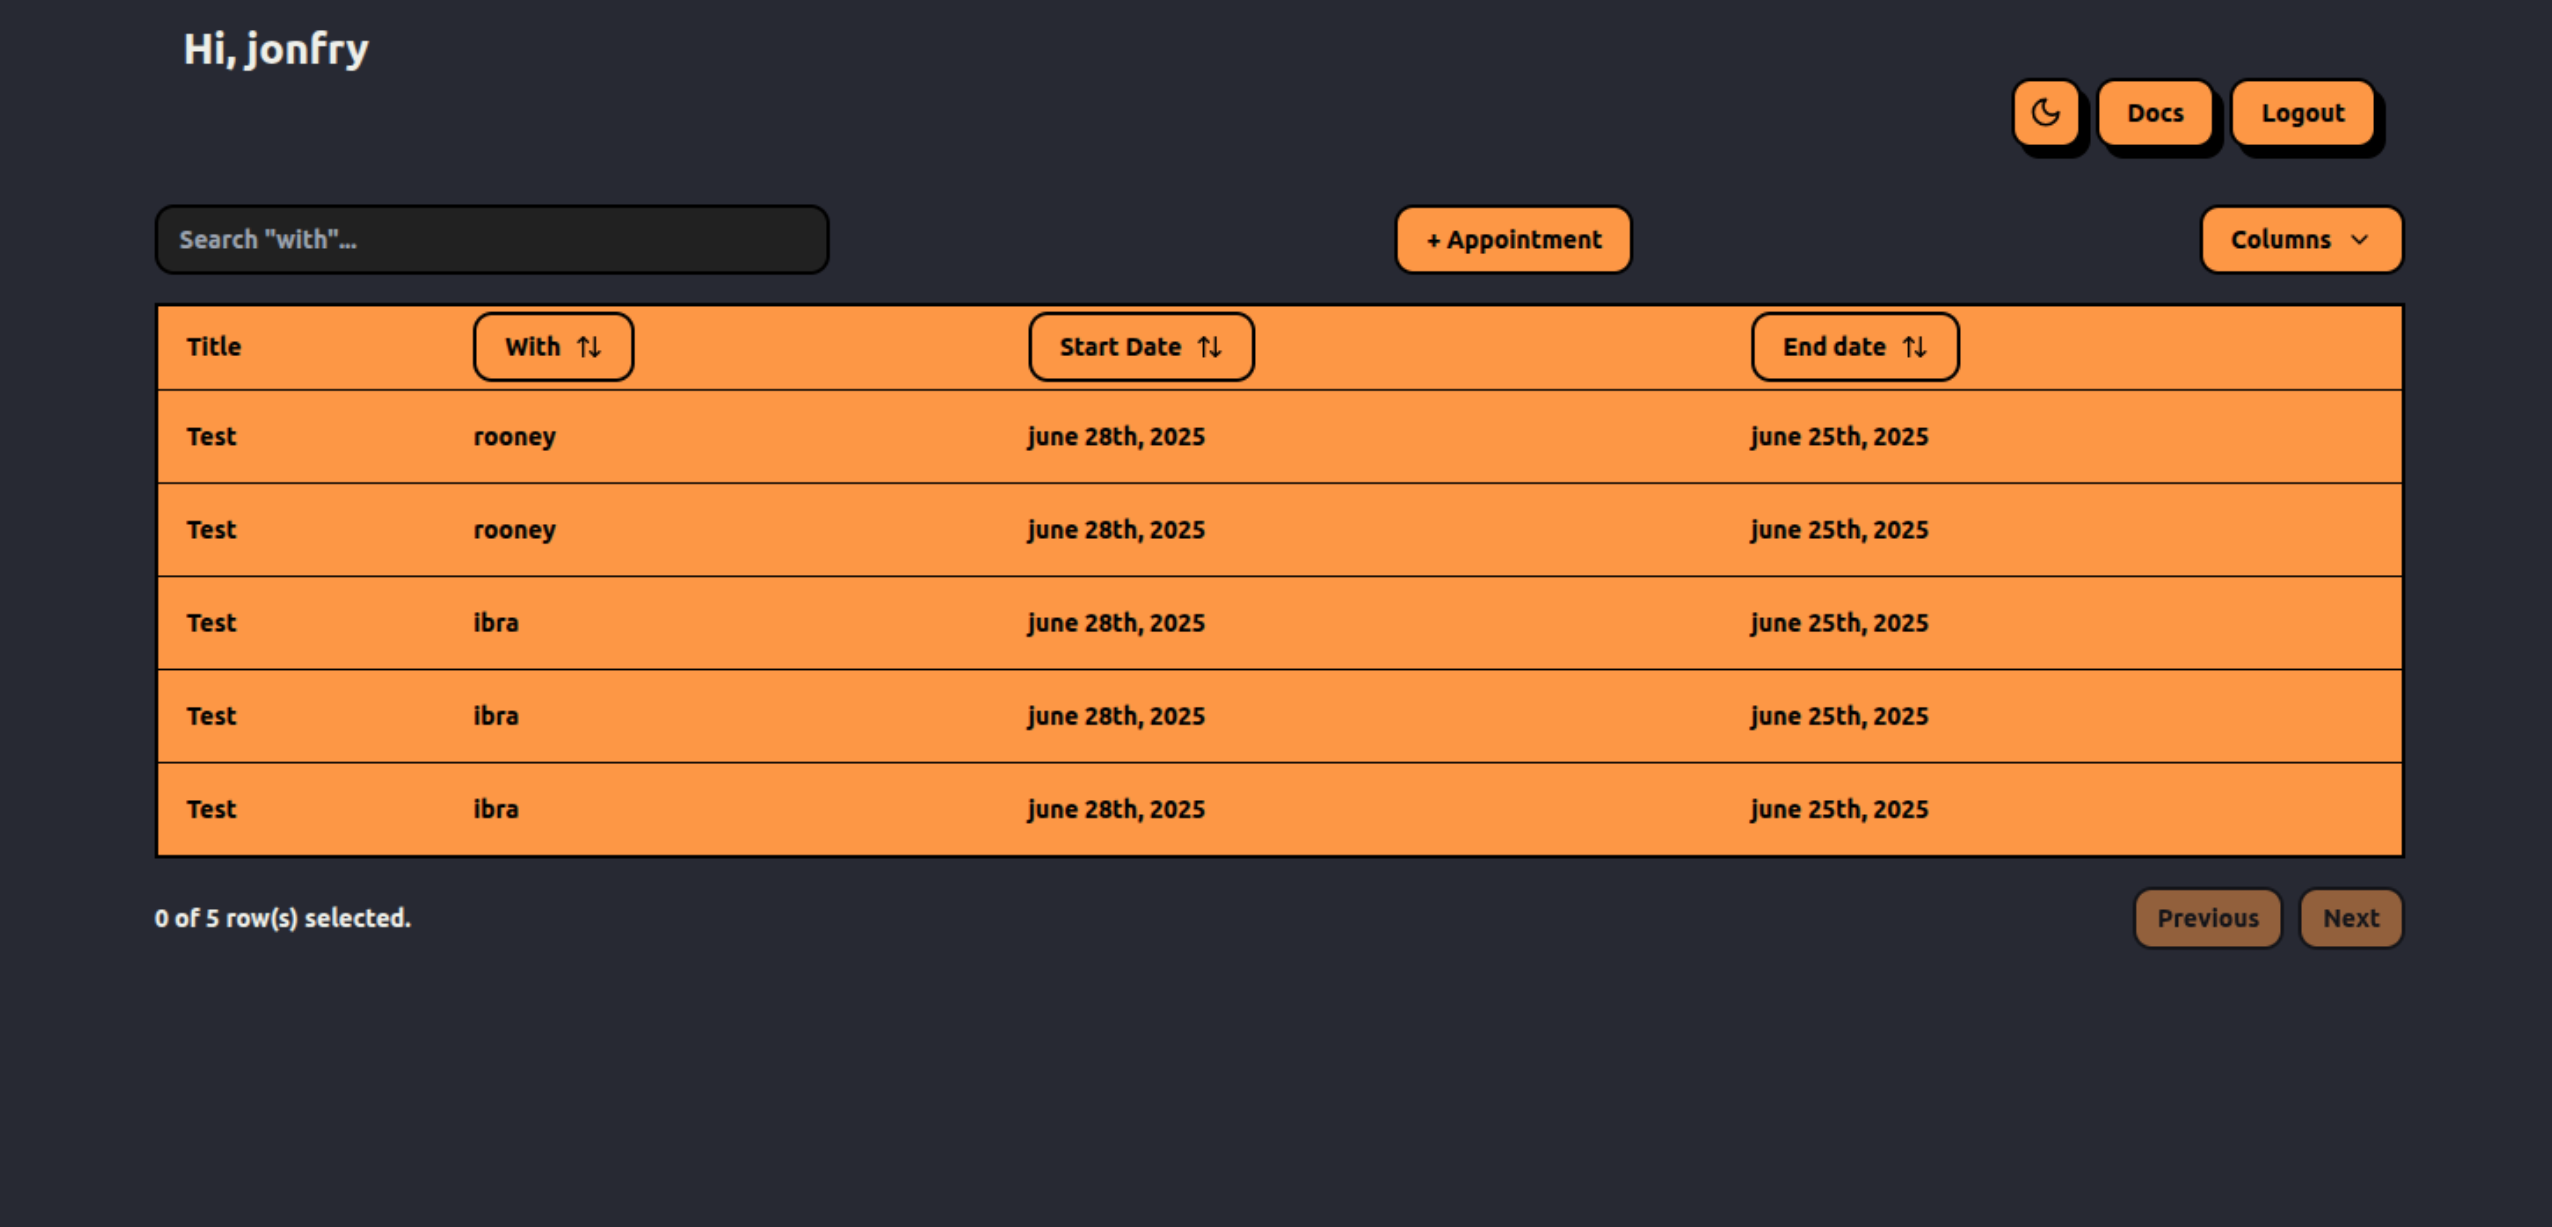 Hi, jonfry
Docs
Logout
Search "with"...
+ Appointment
Columns
Title With Start Date End date
Test rooney june 28th, 2025 june 25th, 2025
Test rooney june 28th, 2025 june 25th, 2025
Test ibra june 28th, 2025 june 25th, 2025
Test ibra june 28th, 2025 june 25th, 2025
Test ibra june 28th, 2025 june 25th, 2025
0 of 5 row(s) selected.
Previous
Next